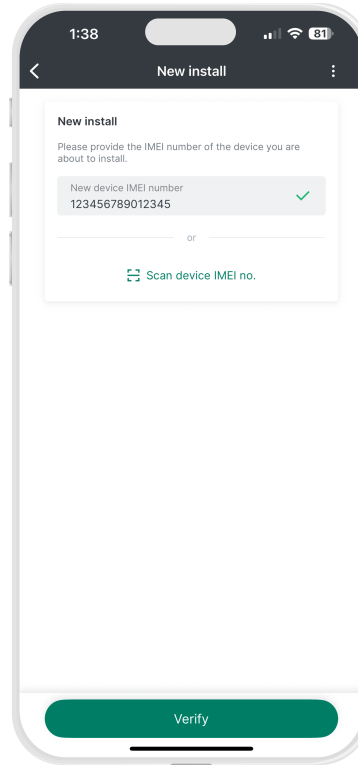 1:38
81
New install
New install
Please provide the IMEI number of the device you are
about to install.
New device IMEI number
123456789012345
or
Scan device IMEI no.
Verify